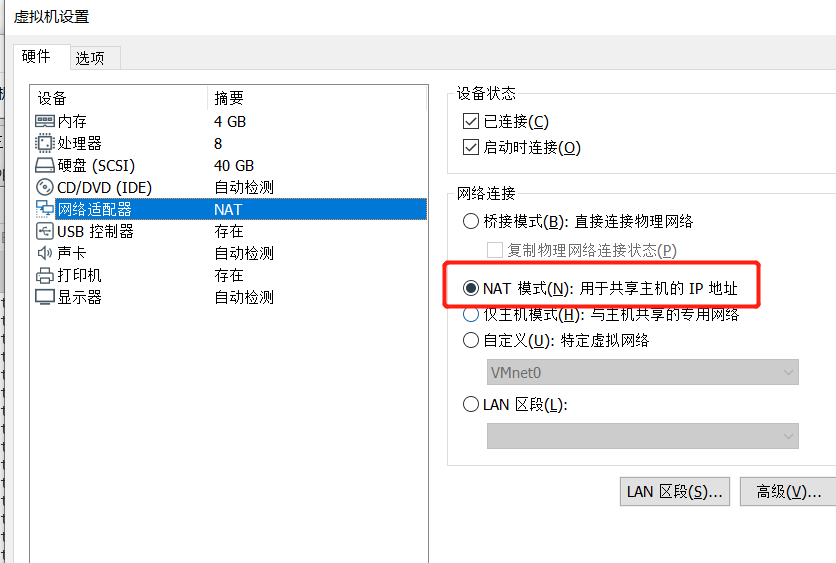 虚拟机设置
硬件 选项
设备 摘要
内存 4 GB
处理器 8
硬盘 (SCSI) 40 GB
CD/DVD (IDE) 自动检测
网络适配器 NAT
USB 控制器 存在
声卡 自动检测
打印机 存在
显示器 自动检测
设备状态
已连接(C)
启动时连接(O)
网络连接
桥接模式(B): 直接连接物理网络
复制物理网络连接状态(P)
NAT 模式(N): 用于共享主机的 IP 地址
仅主机模式(H): 与主机共享的专用网络
自定义(U): 特定虚拟网络
VMnet0
LAN 区段(L):
LAN 区段(S)... 高级(V)...